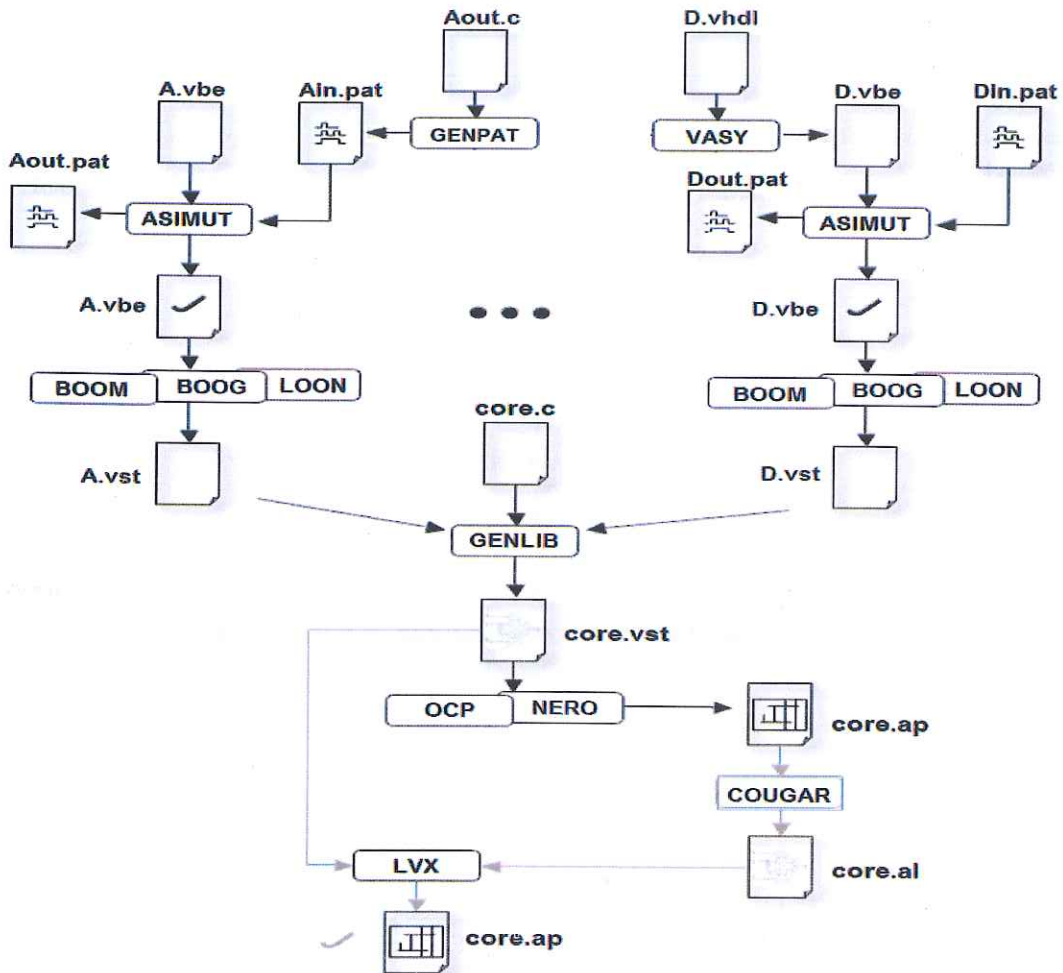 Aout.c
D.vhdl
A.vbe
Ain.pat
D.vbe
Din.pat
GENPAT
VASY
Aout.pat
Dout.pat
ASIMUT
ASIMUT
A.vbe
D.vbe
BOOM
BOOG
LOON
BOOM
BOOG
LOON
core.c
A.vst
D.vst
GENLIB
core.vst
OCP
NERO
core.ap
COUGAR
LVX
core.al
core.ap